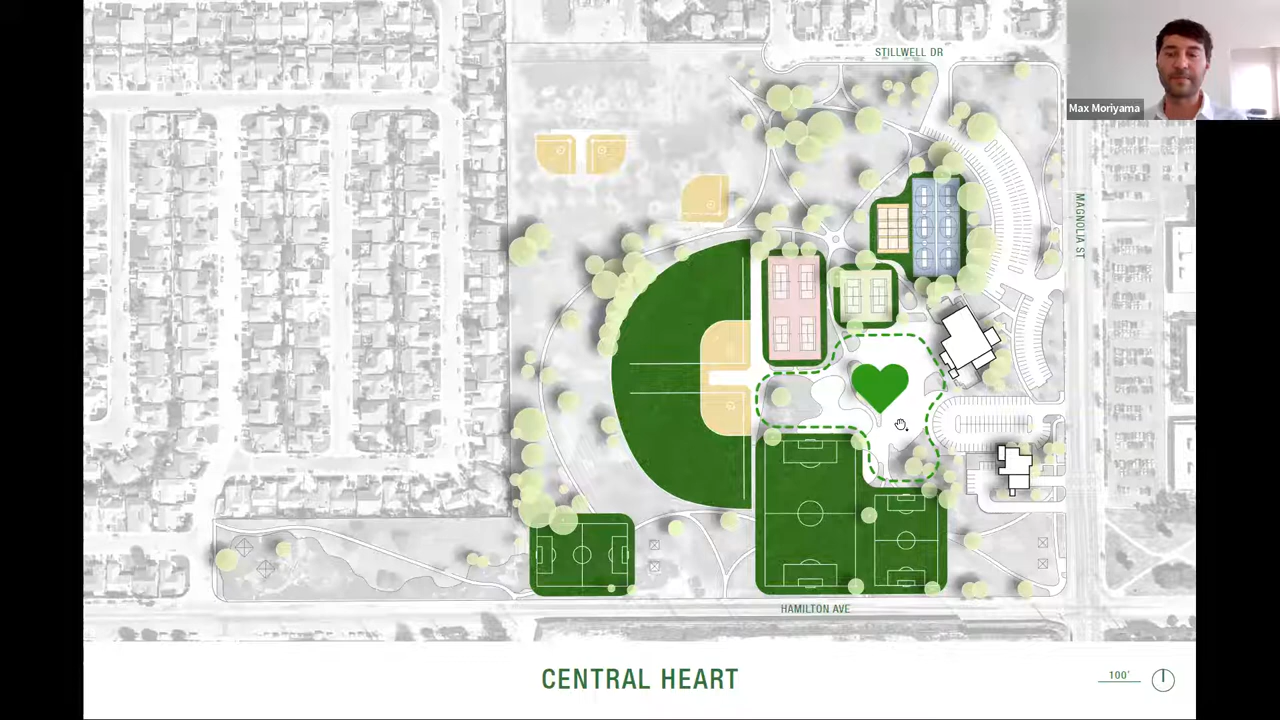 STILLWELL DR
Max Moriyama
MAGNOLIA ST
HAMILTON AVE
CENTRAL HEART
100'